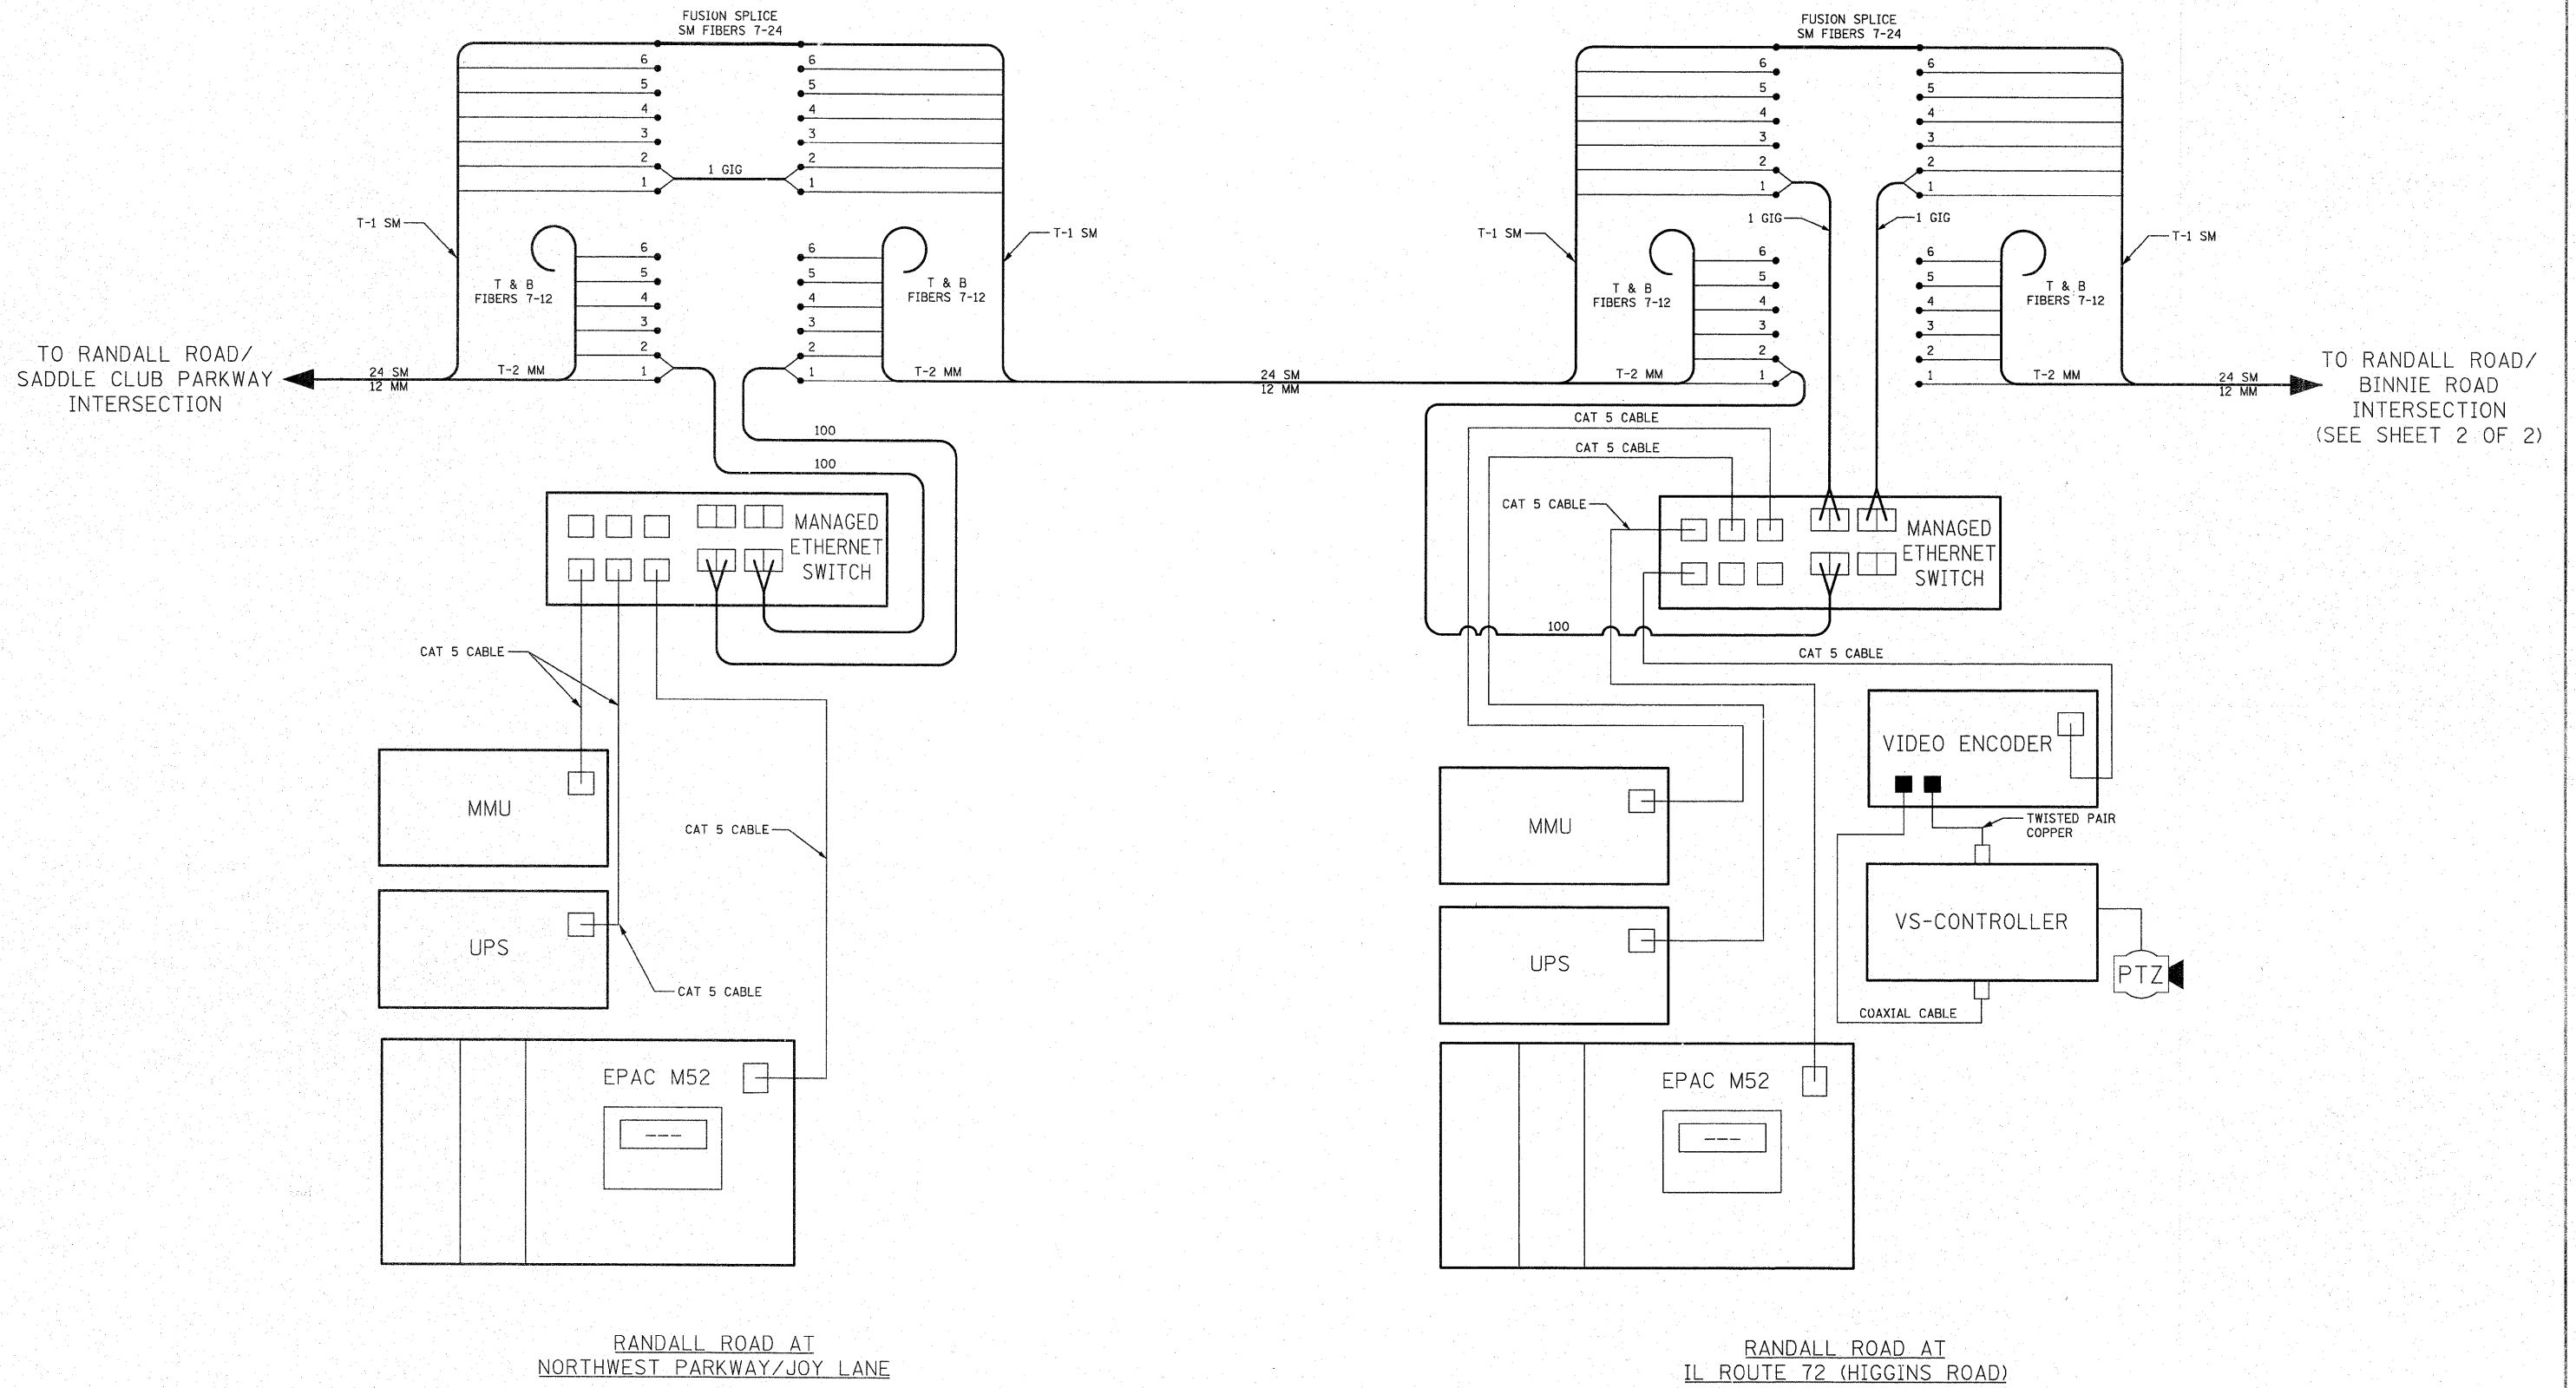 FUSION SPLICE
SM FIBERS 7-24
6
5
4
3
2
1
6
5
4
3
2
1
1 GIG
T-1 SM
T-1 SM
6
5
4
3
2
1
6
5
4
3
2
1
T & B
FIBERS 7-12
T & B
FIBERS 7-12
TO RANDALL ROAD/
SADDLE CLUB PARKWAY
INTERSECTION
24 SM
12 MM
T-2 MM
T-2 MM
24 SM
12 MM
100
100
MANAGED
ETHERNET
SWITCH
CAT 5 CABLE
MMU
CAT 5 CABLE
UPS
CAT 5 CABLE
EPAC M52
---
RANDALL ROAD AT
NORTHWEST PARKWAY/JOY LANE
FUSION SPLICE
SM FIBERS 7-24
6
5
4
3
2
1
6
5
4
3
2
1
1 GIG
1 GIG
T-1 SM
T-1 SM
6
5
4
3
2
1
6
5
4
3
2
1
T & B
FIBERS 7-12
T & B
FIBERS 7-12
T-2 MM
T-2 MM
24 SM
12 MM
TO RANDALL ROAD/
BINNIE ROAD
INTERSECTION
(SEE SHEET 2 OF 2)
CAT 5 CABLE
CAT 5 CABLE
CAT 5 CABLE
MANAGED
ETHERNET
SWITCH
100
CAT 5 CABLE
VIDEO ENCODER
TWISTED PAIR
COPPER
MMU
VS-CONTROLLER
UPS
PTZ
COAXIAL CABLE
EPAC M52
---
RANDALL ROAD AT
IL ROUTE 72 (HIGGINS ROAD)